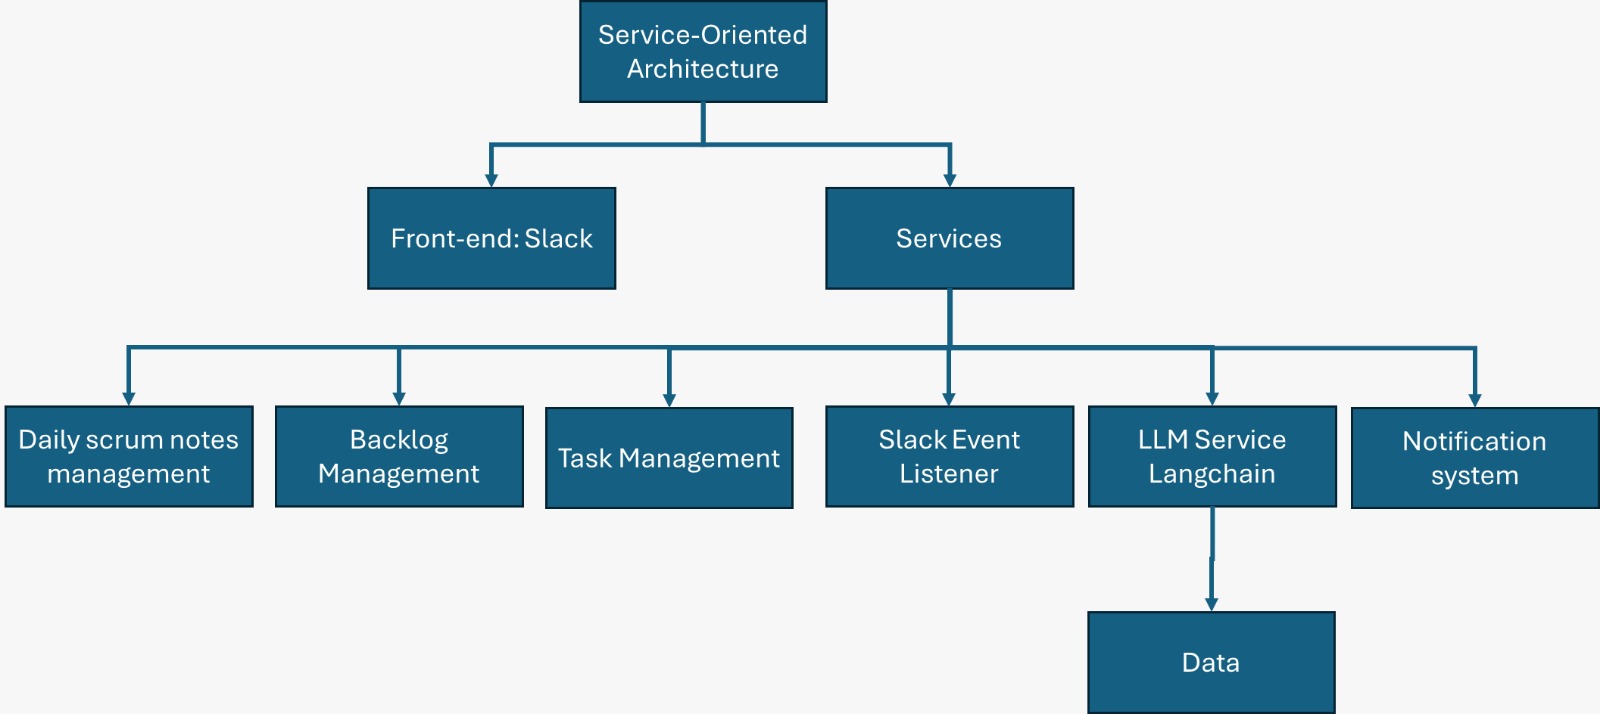 Service-Oriented
Architecture
Front-end: Slack
Services
Daily scrum notes
management
Backlog
Management
Task Management
Slack Event
Listener
LLM Service
Langchain
Notification
system
Data